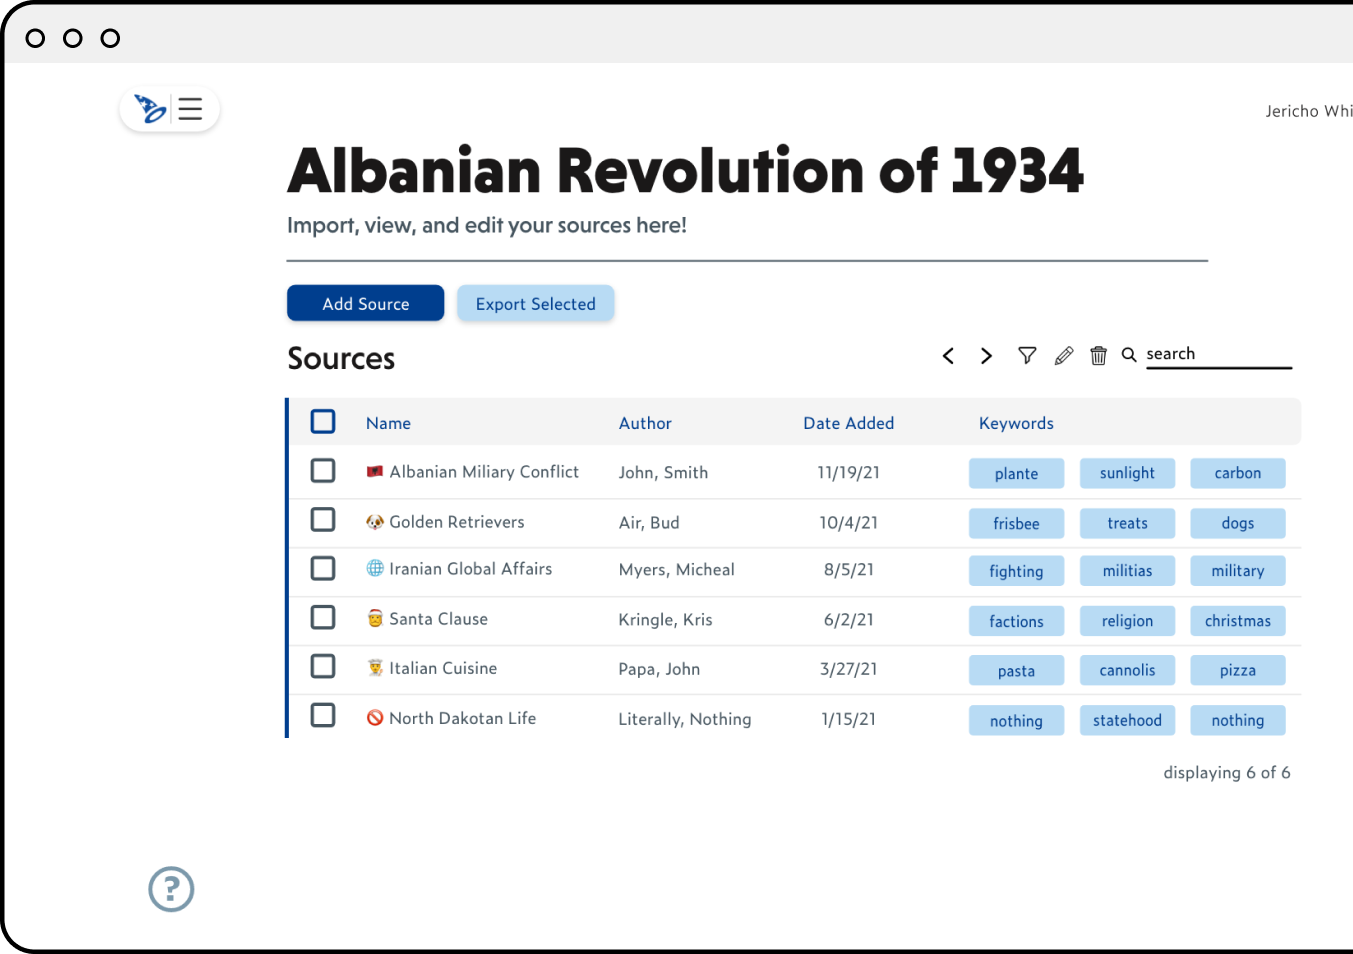 Jericho Whi
Albanian Revolution of 1934
Import, view, and edit your sources here!
Add Source Export Selected
Sources search
Name Author Date Added Keywords
Albanian Miliary Conflict John, Smith 11/19/21 plante sunlight carbon
Golden Retrievers Air, Bud 10/4/21 frisbee treats dogs
Iranian Global Affairs Myers, Micheal 8/5/21 fighting militias military
Santa Clause Kringle, Kris 6/2/21 factions religion christmas
Italian Cuisine Papa, John 3/27/21 pasta cannolis pizza
North Dakotan Life Literally, Nothing 1/15/21 nothing statehood nothing
displaying 6 of 6
?